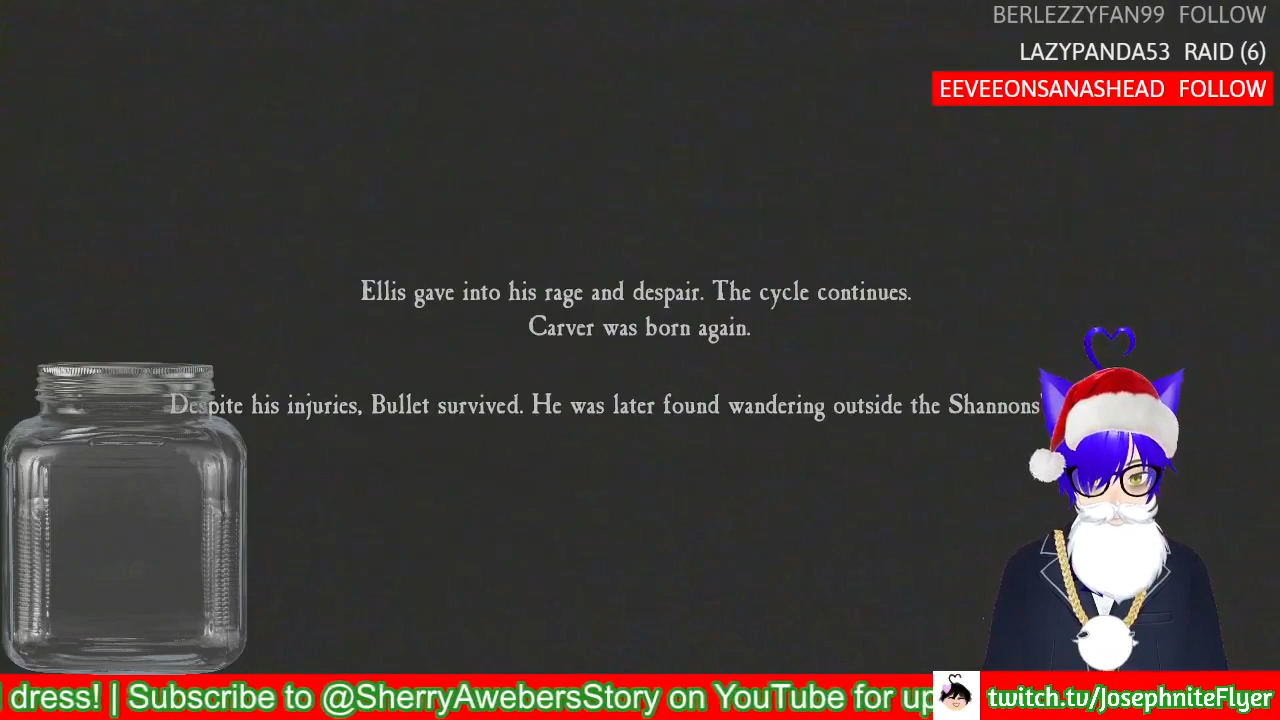 BERLEZZYFAN99 FOLLOW
LAZYPANDA53 RAID (6)
EEVEEONSANASHEAD FOLLOW
Ellis gave into his rage and despair. The cycle continues.
Carver was born again.
Despite his injuries, Bullet survived. He was later found wandering outside the Shannons'
dress! | Subscribe to @SherryAwebersStory on YouTube for up
twitch.tv/JosephniteFlyer